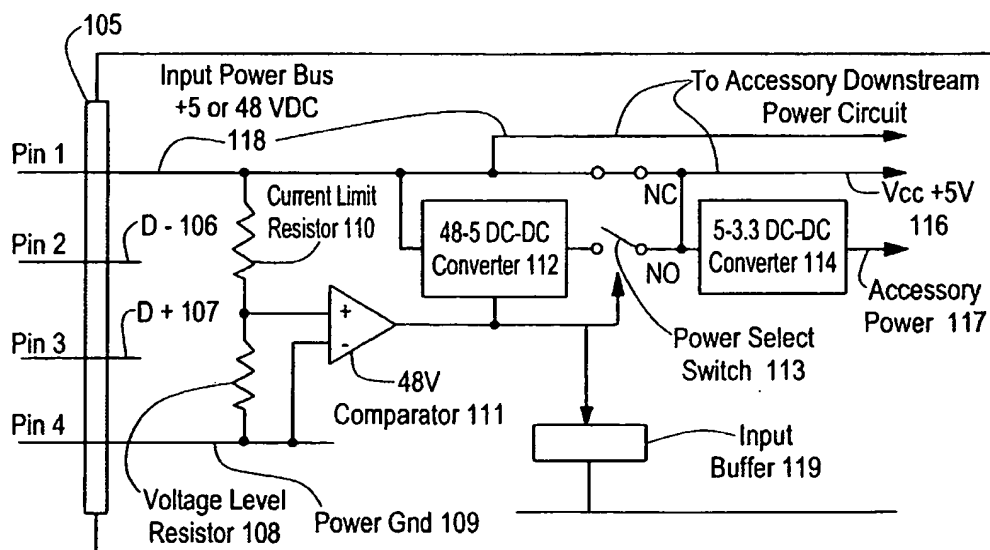 105
Input Power Bus
+5 or 48 VDC
118
To Accessory Downstream
Power Circuit
Pin 1
NC
Vcc +5V
116
Current Limit
Resistor 110
D - 106
Pin 2
48-5 DC-DC
Converter 112
NO
5-3.3 DC-DC
Converter 114
Accessory
Power 117
D + 107
Pin 3
+
-
Power Select
Switch 113
48V
Comparator 111
Pin 4
Input
Buffer 119
Voltage Level
Resistor 108
Power Gnd 109